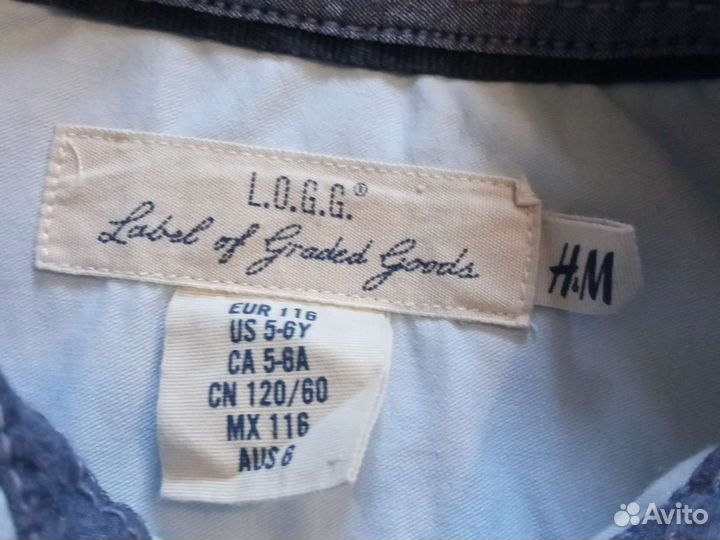 L.O.G.G.®
Label of Graded Goods
H&M
EUR 116
US 5-6Y
CA 5-6A
CN 120/60
MX 116
AUS 6
Avito